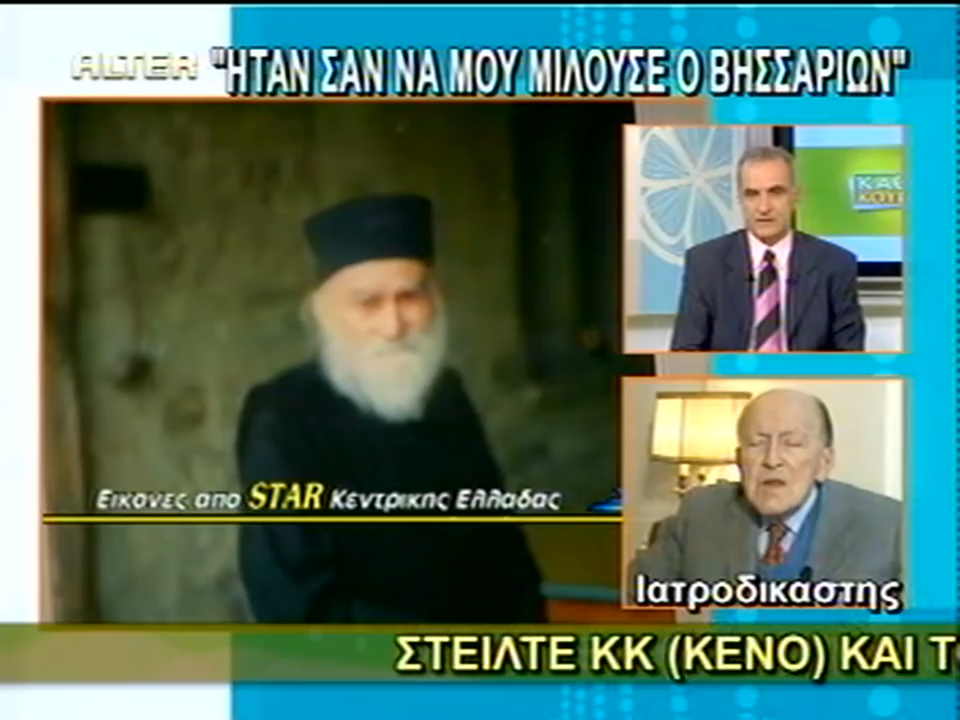 ALTER "ΗΤΑΝ ΣΑΝ ΝΑ ΜΟΥ ΜΙΛΟΥΣΕ Ο ΒΗΣΣΑΡΙΩΝ"
Εικονες απο STAR Κεντρικης Ελλαδας
Ιατροδικαστης
ΣΤΕΙΛΤΕ ΚΚ (ΚΕΝΟ) ΚΑΙ